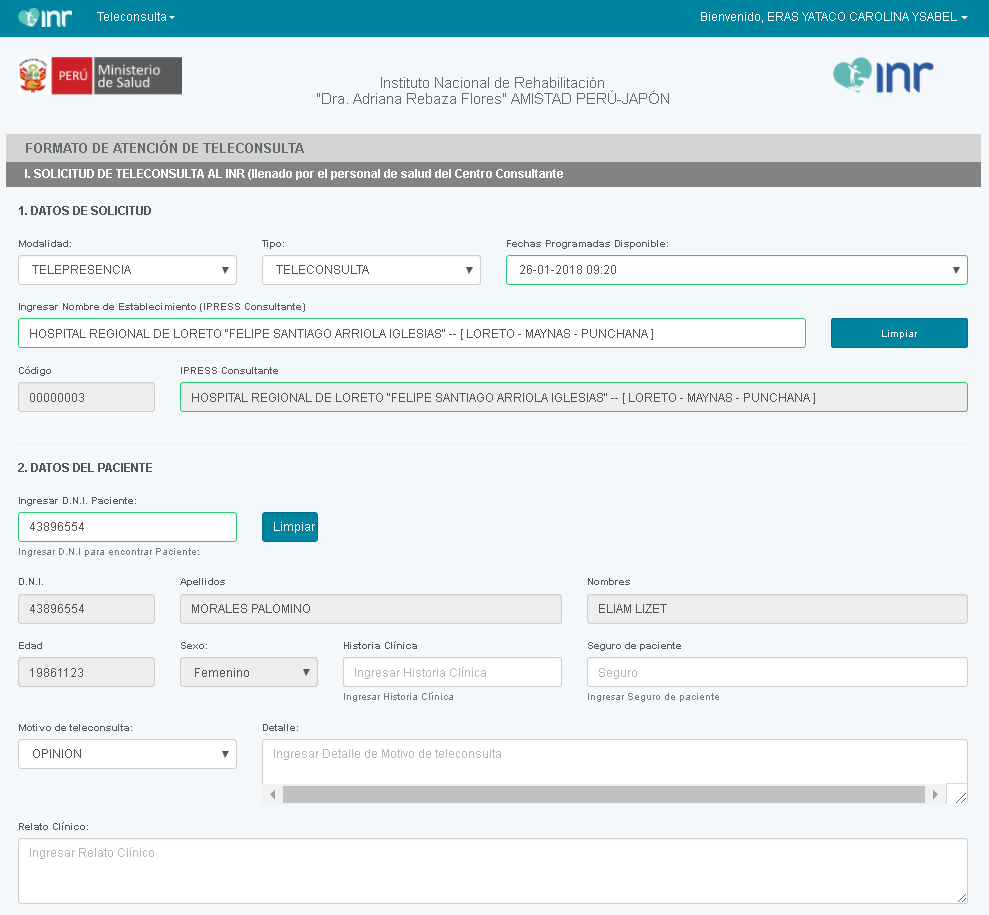 inr Teleconsulta Bienvenido, ERAS YATACO CAROLINA YSABEL
PERÚ Ministerio de Salud
Instituto Nacional de Rehabilitación
"Dra. Adriana Rebaza Flores" AMISTAD PERÚ-JAPÓN
inr
FORMATO DE ATENCIÓN DE TELECONSULTA
I. SOLICITUD DE TELECONSULTA AL INR (llenado por el personal de salud del Centro Consultante
1. DATOS DE SOLICITUD
Modalidad: Tipo: Fechas Programadas Disponible:
TELEPRESENCIA TELECONSULTA 26-01-2018 09:20
Ingresar Nombre de Establecimiento (IPRESS Consultante)
HOSPITAL REGIONAL DE LORETO "FELIPE SANTIAGO ARRIOLA IGLESIAS" -- [ LORETO - MAYNAS - PUNCHANA ] Limpiar
Código IPRESS Consultante
00000003 HOSPITAL REGIONAL DE LORETO "FELIPE SANTIAGO ARRIOLA IGLESIAS" -- [ LORETO - MAYNAS - PUNCHANA ]
2. DATOS DEL PACIENTE
Ingresar D.N.I. Paciente:
43896554 Limpiar
Ingresar D.N.I para encontrar Paciente:
D.N.I. Apellidos Nombres
43896554 MORALES PALOMINO ELIAM LIZET
Edad Sexo: Historia Clínica Seguro de paciente
19861123 Femenino Ingresar Historia Clínica Seguro
Ingresar Historia Clínica Ingresar Seguro de paciente
Motivo de teleconsulta: Detalle:
OPINION Ingresar Detalle de Motivo de teleconsulta
Relato Clínico:
Ingresar Relato Clínico